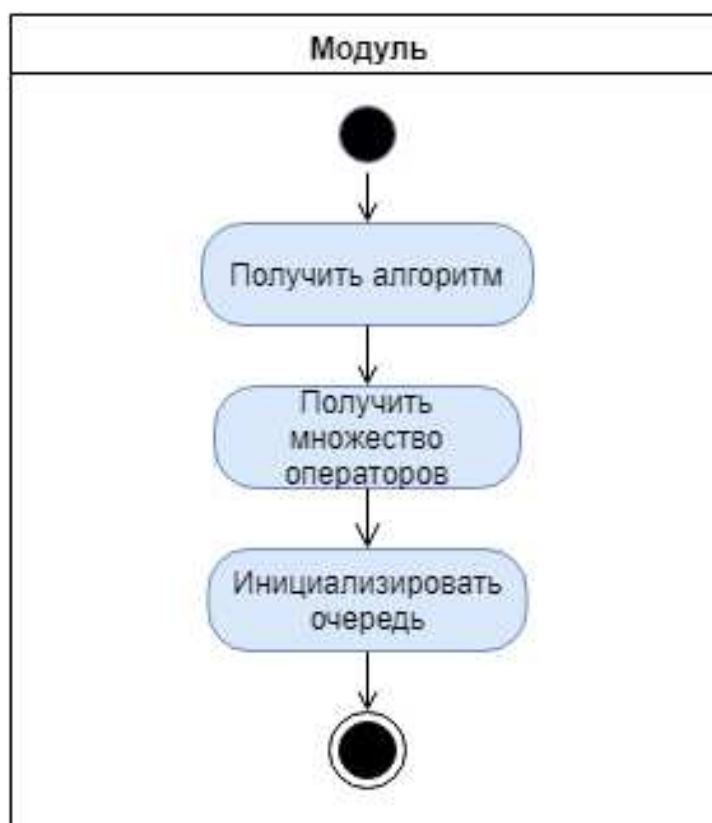 Модуль
Получить алгоритм
Получить
множество
операторов
Инициализировать
очередь